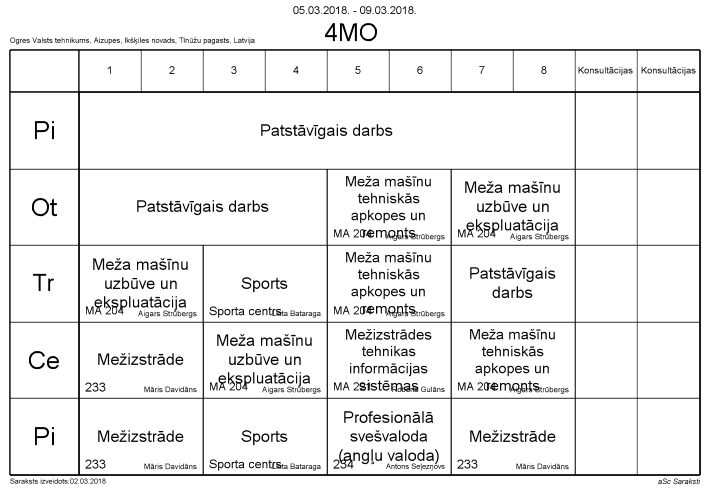 05.03.2018. - 09.03.2018.
4MO
Ogres Valsts tehnikums, Aizupes, Ikšķiles novads, Tīnūžu pagasts, Latvija
1 2 3 4 5 6 7 8 Konsultācijas Konsultācijas
Pi
Patstāvīgais darbs
Ot
Patstāvīgais darbs
Meža mašīnu
tehniskās
apkopes un
remonts
MA 204 Aigars Strūbergs
Meža mašīnu
uzbūve un
ekspluatācija
MA 204 Aigars Strūbergs
Tr
Meža mašīnu
uzbūve un
ekspluatācija
MA 204 Aigars Strūbergs
Sports
Sporta centrs Bataraga
Meža mašīnu
tehniskās
apkopes un
remonts
MA 204 Aigars Strūbergs
Patstāvīgais
darbs
Ce
Mežizstrāde
233 Māris Davidāns
Meža mašīnu
uzbūve un
ekspluatācija
MA 204 Aigars Strūbergs
Mežizstrādes
tehnikas
informācijas
sistēmas
MA Gulāns
Meža mašīnu
tehniskās
apkopes un
remonts
MA 204 Aigars Strūbergs
Pi
Mežizstrāde
233 Māris Davidāns
Sports
Sporta centrs Bataraga
Profesionālā
svešvaloda
(angļu valoda)
234 Antons Seļezņovs
Mežizstrāde
233 Māris Davidāns
Saraksts izveidots:02.03.2018
aSc Saraksti